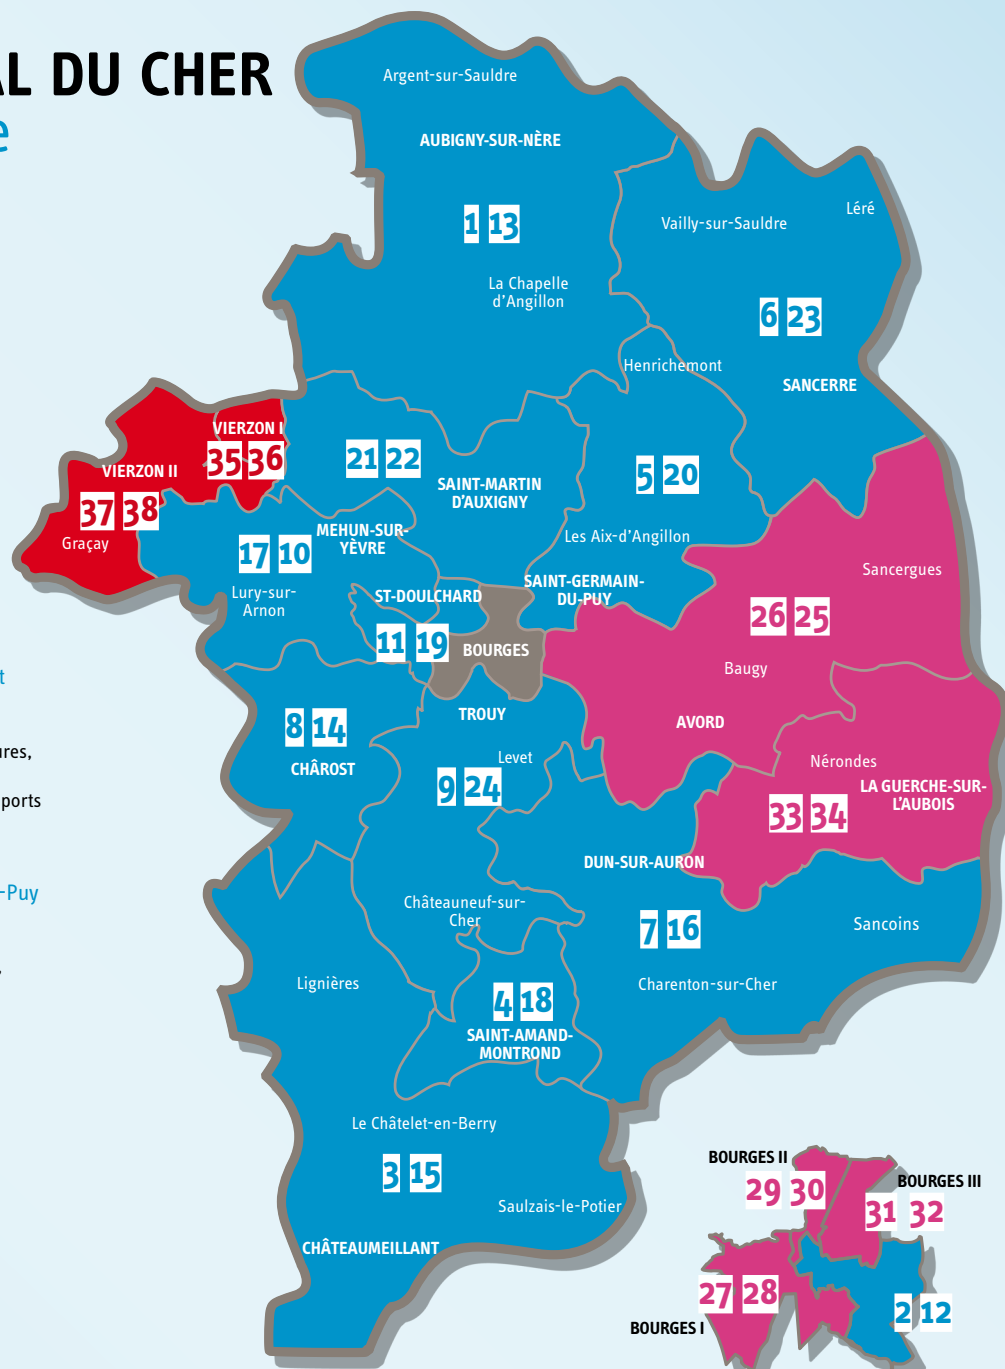 AL DU CHER
e
Argent-sur-Sauldre
AUBIGNY-SUR-NÈRE
1 13
La Chapelle
d'Angillon
Vailly-sur-Sauldre
Léré
6 23
SANCERRE
Henrichemont
VIERZON I
35 36
VIERZON II
37 38
Graçay
21 22
SAINT-MARTIN
D'AUXIGNY
5 20
Les Aix-d'Angillon
MEHUN-SUR-
YÈVRE
17 10
Lury-sur-
Arnon
ST-DOULCHARD
11 19
SAINT-GERMAIN-
DU-PUY
BOURGES
Sancergues
26 25
Baugy
AVORD
t
ures,
ports
-Puy
8 14
CHÂROST
TROUY
Levet
9 24
Nérondes
LA GUERCHE-SUR-
L'AUBOIS
33 34
DUN-SUR-AURON
7 16
Sancoins
Charenton-sur-Cher
Châteauneuf-sur-
Cher
Lignières
4 18
SAINT-AMAND-
MONTROND
Le Châtelet-en-Berry
3 15
Saulzais-le-Potier
CHÂTEAUMEILLANT
BOURGES II
29 30
BOURGES III
31 32
27 28
BOURGES I
2 12